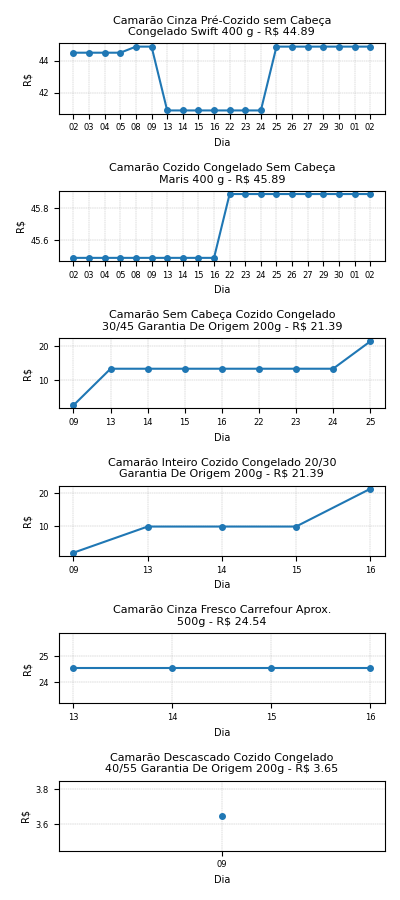 Camarão Cinza Pré-Cozido sem Cabeça
Congelado Swift 400 g - R$ 44.89
R$
44
42
02 03 04 05 08 09 13 14 15 16 22 23 24 25 26 27 29 30 01 02
Dia
Camarão Cozido Congelado Sem Cabeça
Maris 400 g - R$ 45.89
R$
45.8
45.6
02 03 04 05 08 09 13 14 15 16 22 23 24 25 26 27 29 30 01 02
Dia
Camarão Sem Cabeça Cozido Congelado
30/45 Garantia De Origem 200g - R$ 21.39
R$
20
10
09 13 14 15 16 22 23 24 25
Dia
Camarão Inteiro Cozido Congelado 20/30
Garantia De Origem 200g - R$ 21.39
R$
20
10
09 13 14 15 16
Dia
Camarão Cinza Fresco Carrefour Aprox.
500g - R$ 24.54
R$
25
24
13 14 15 16
Dia
Camarão Descascado Cozido Congelado
40/55 Garantia De Origem 200g - R$ 3.65
R$
3.8
3.6
09
Dia